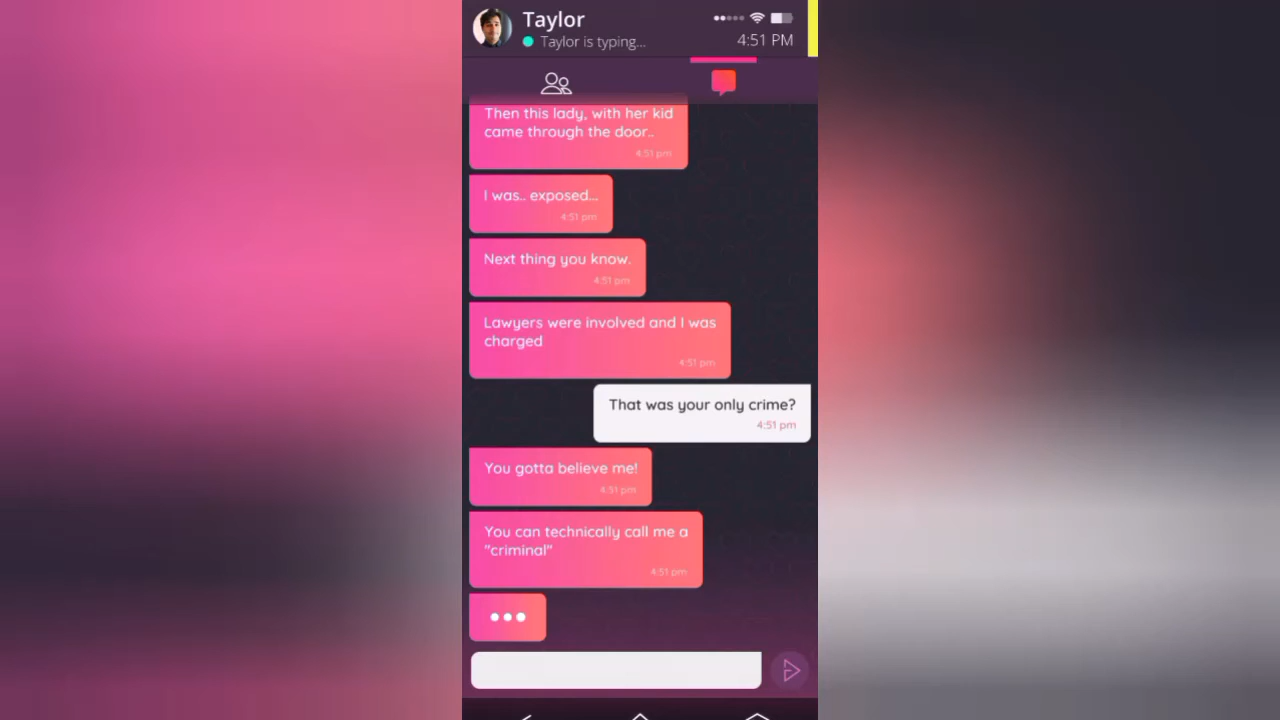 Taylor
Taylor is typing...
4:51 PM
Then this lady, with her kid
came through the door..
4:51 pm
I was.. exposed...
4:51 pm
Next thing you know.
4:51 pm
Lawyers were involved and I was
charged
4:51 pm
That was your only crime?
4:51 pm
You gotta believe me!
4:51 pm
You can technically call me a
"criminal"
4:51 pm